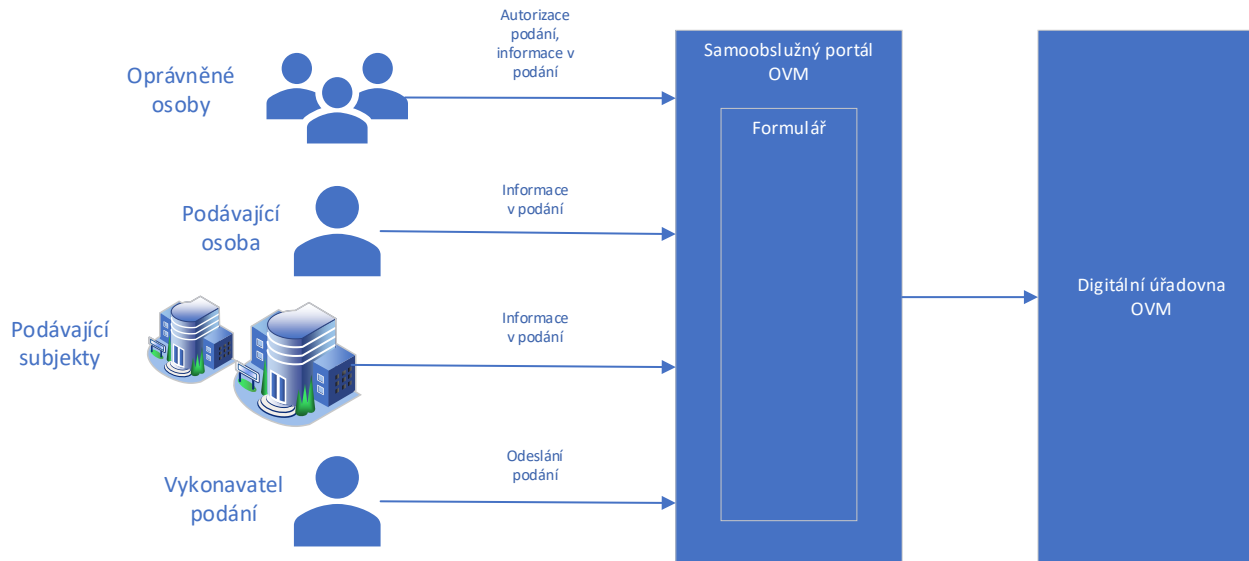 Oprávněné
osoby
Autorizace
podání,
informace v
podání
Podávající
osoba
Informace
v podání
Podávající
subjekty
Informace
v podání
Vykonavatel
podání
Odeslání
podání
Samoobslužný portál
OVM
Formulář
Digitální úřadovna
OVM